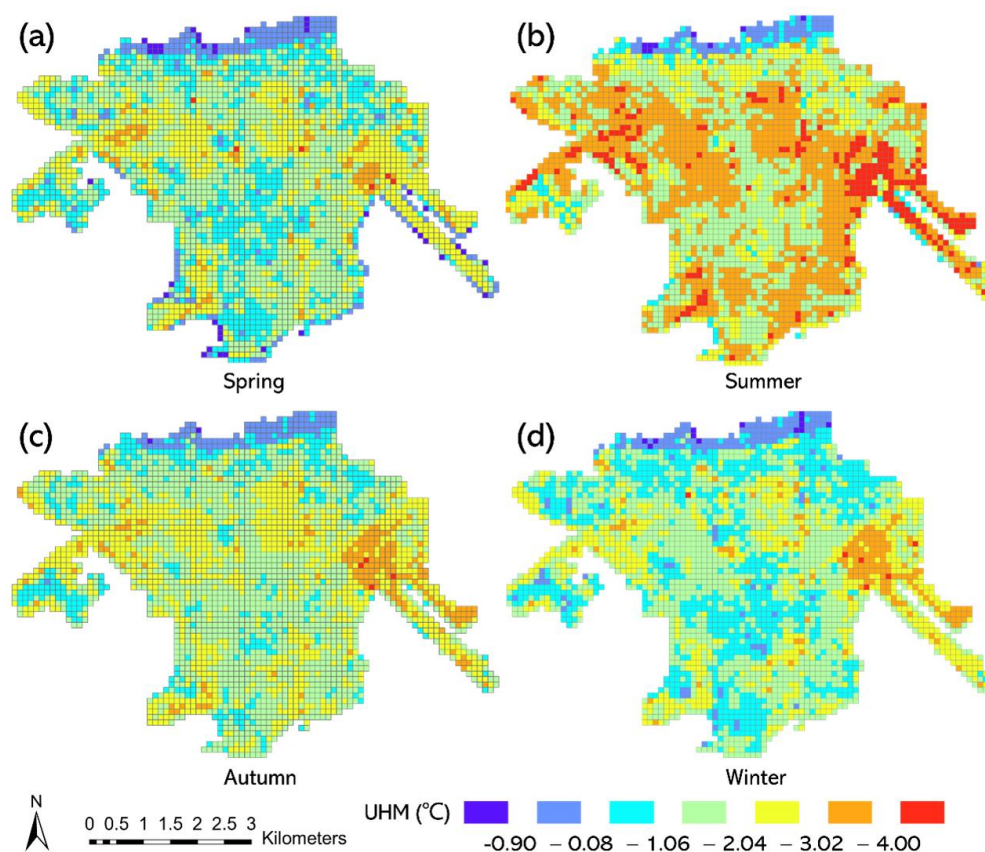 (a)
(b)
Spring
Summer
(c)
(d)
Autumn
Winter
N
0 0.5 1 1.5 2 2.5 3
Kilometers
UHM (℃)
-0.90 – 0.08 – 1.06 – 2.04 – 3.02 – 4.00